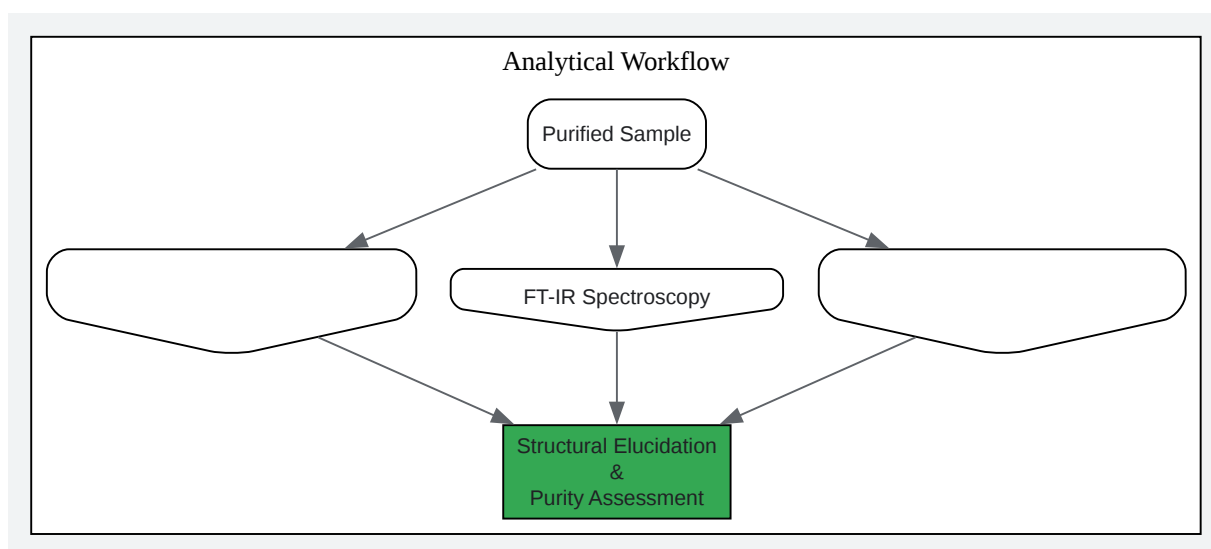 Analytical Workflow
Purified Sample
FT-IR Spectroscopy
Structural Elucidation
&
Purity Assessment